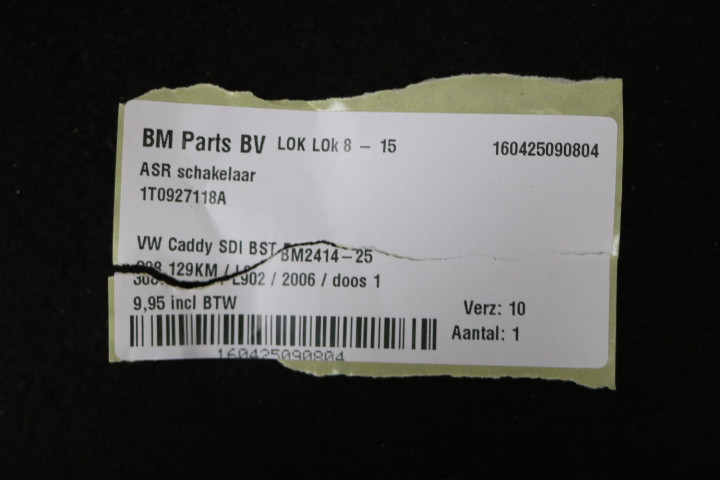 BM Parts BV LOK LOk 8 - 15
160425090804
ASR schakelaar
1T0927118A
VW Caddy SDI BST BM2414-25
129KM / L902 / 2006 / doos 1
9,95 incl BTW
Verz: 10
Aantal: 1
160425090804